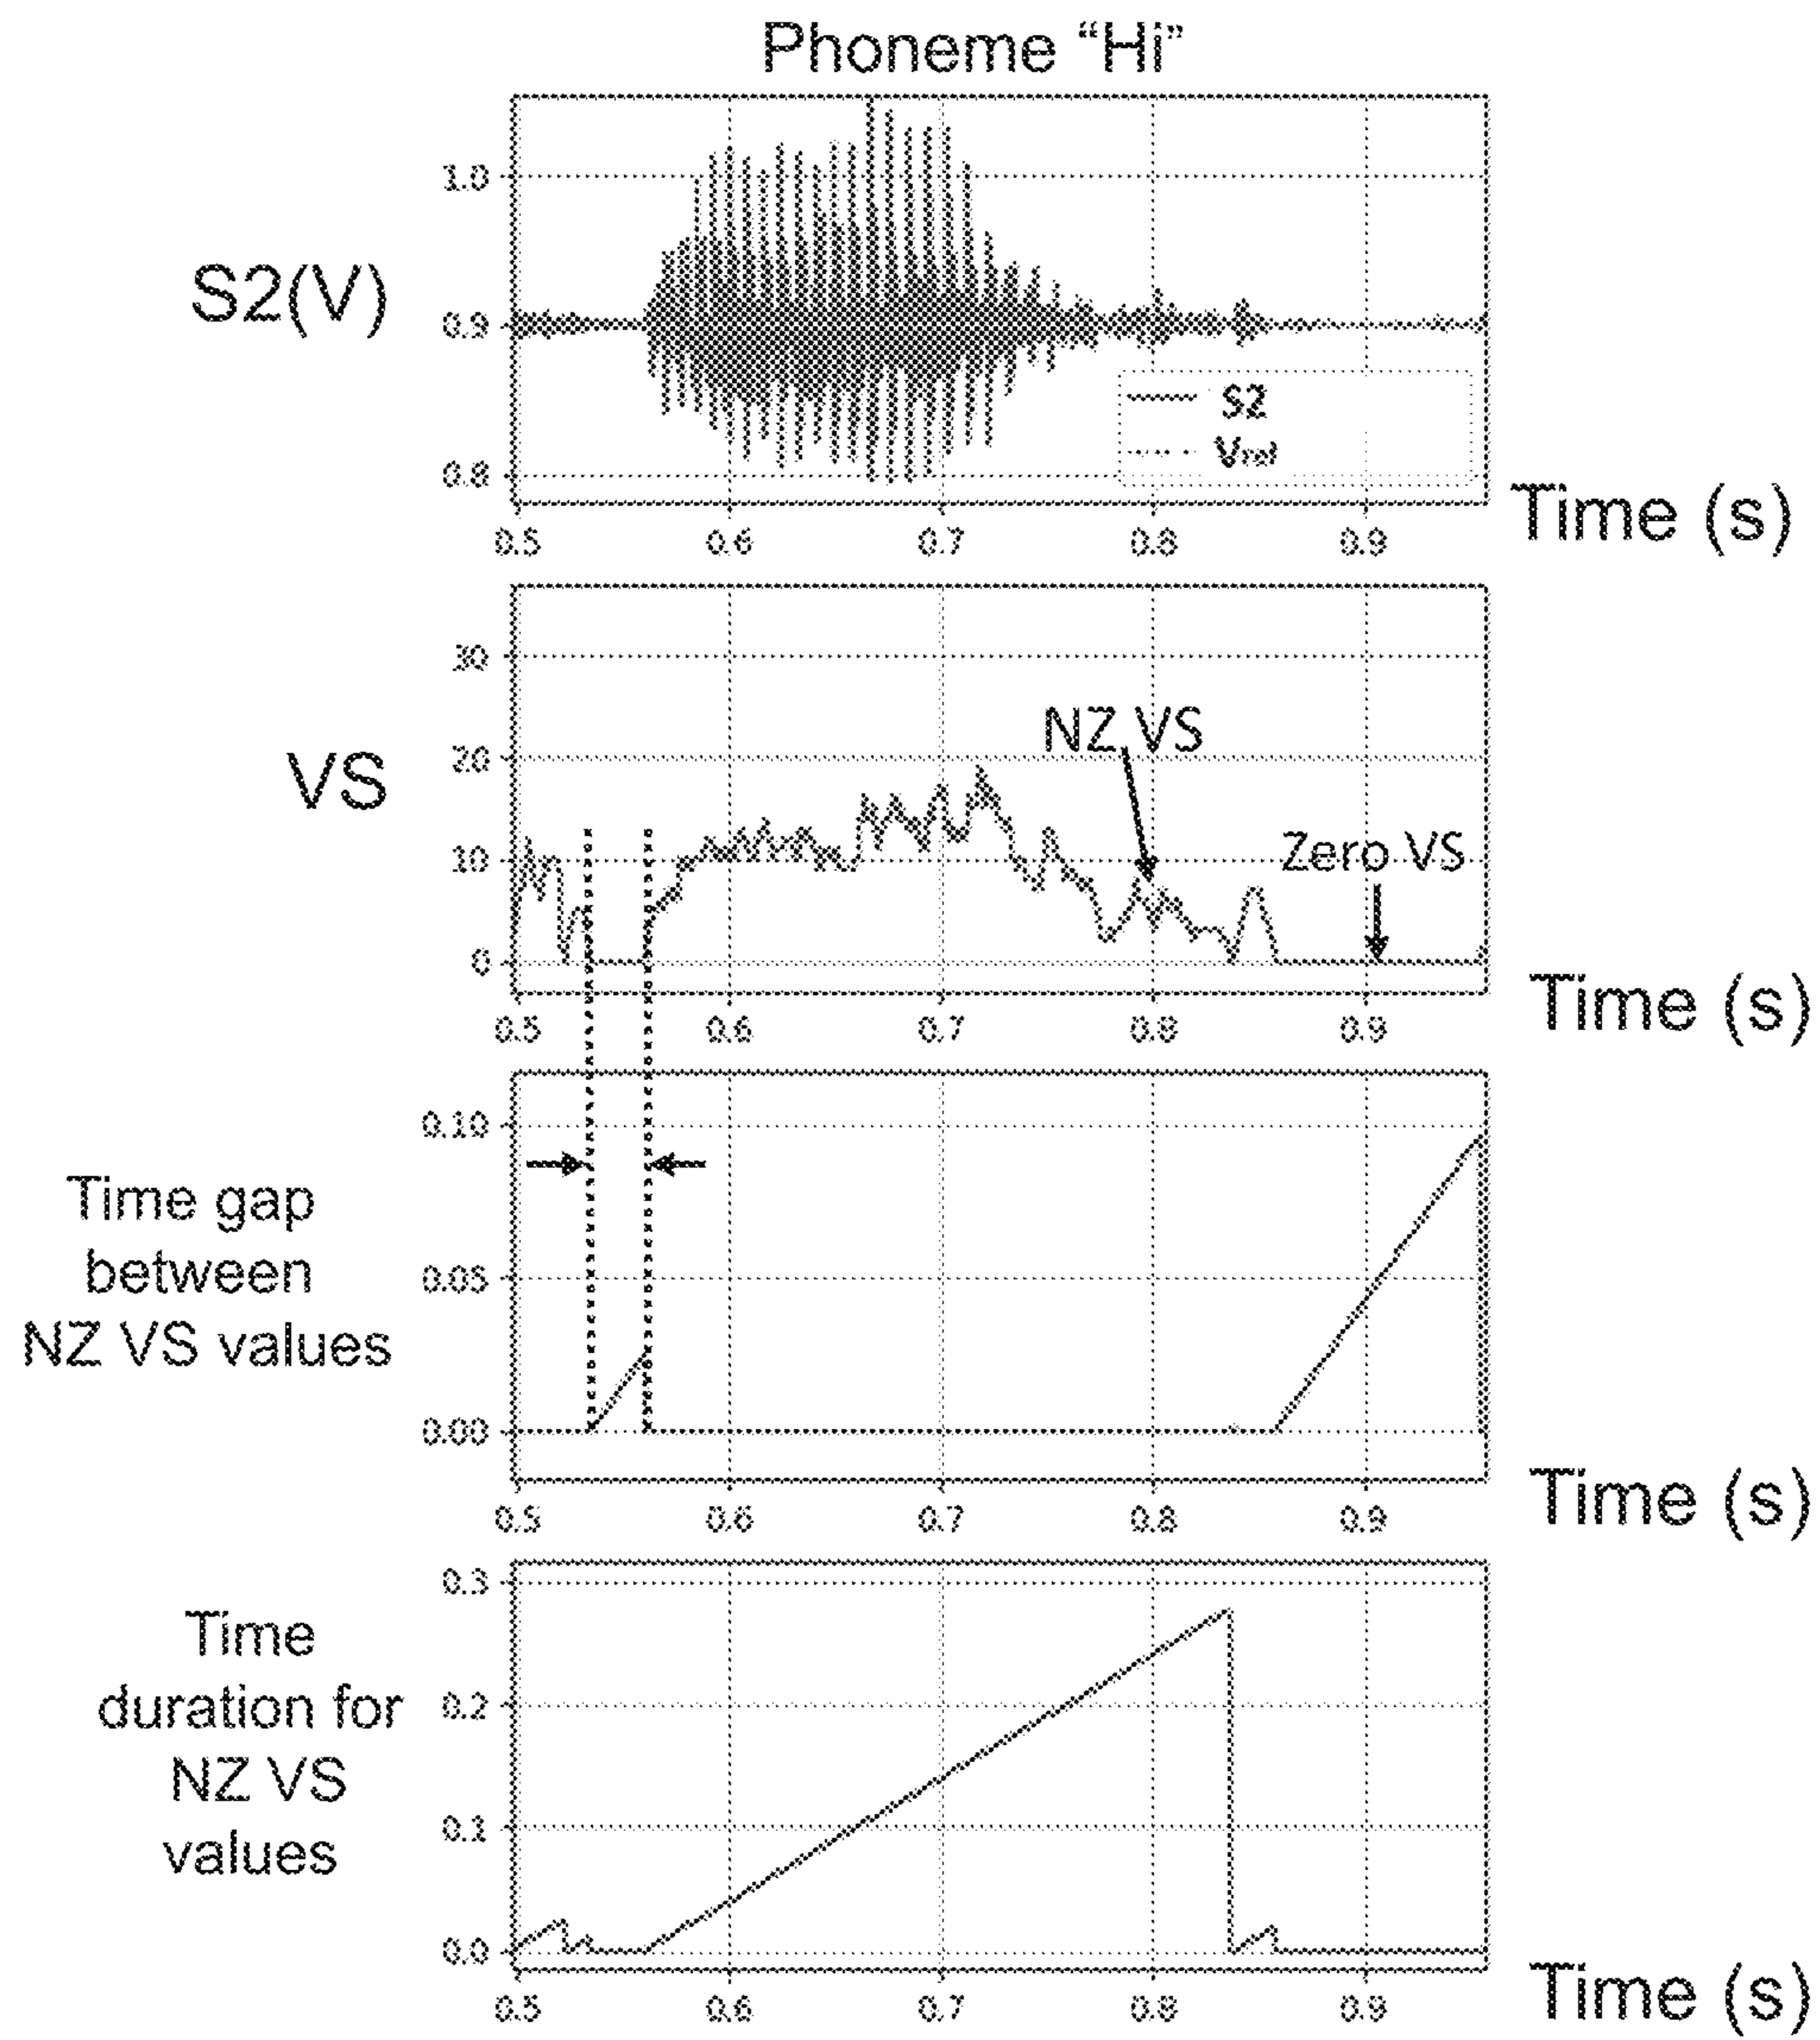 Phoneme “Hi”
S2(V)
1.0
0.9
0.8
S2
Vref
0.5 0.6 0.7 0.8 0.9
Time (s)
VS
30
20
10
0
NZ VS
Zero VS
0.5 0.6 0.7 0.8 0.9
Time (s)
Time gap
between
NZ VS values
0.10
0.05
0.00
0.5 0.6 0.7 0.8 0.9
Time (s)
Time
duration for
NZ VS
values
0.3
0.2
0.1
0.0
0.5 0.6 0.7 0.8 0.9
Time (s)